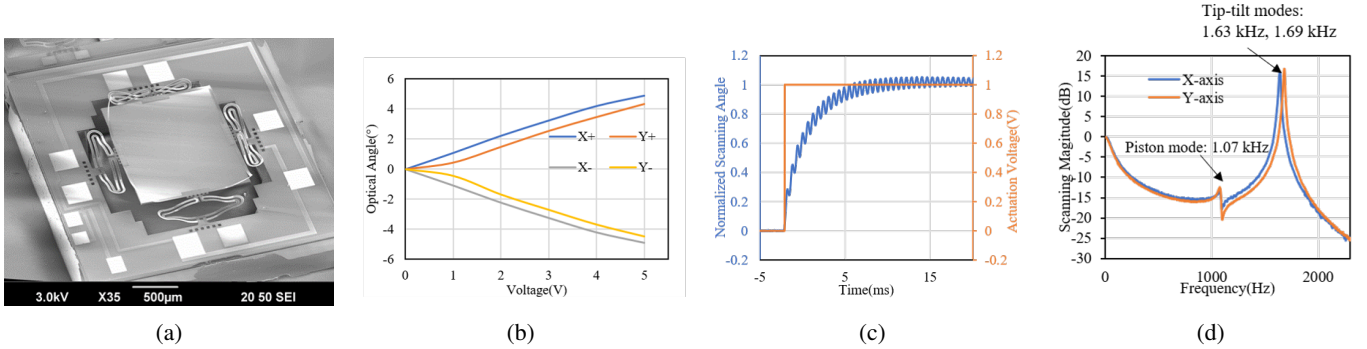 3.0kV X35 500μm 20 50 SEI
(a)
Optical Angle(°)
6
4
2
0
-2
-4
-6
X+ Y+
X- Y-
0 1 2 3 4 5
Voltage(V)
(b)
Normalized Scanning Angle
1.2
1
0.8
0.6
0.4
0.2
0
-0.2
-5 5 15
Time(ms)
1.2
1
0.8
0.6
0.4
0.2
0
-0.2
Actuation Voltage(V)
(c)
Tip-tilt modes:
1.63 kHz, 1.69 kHz
Scanning Magnitude(dB)
20
15
10
5
0
-5
-10
-15
-20
-25
-30
X-axis
Y-axis
Piston mode: 1.07 kHz
0 1000 2000
Frequency(Hz)
(d)